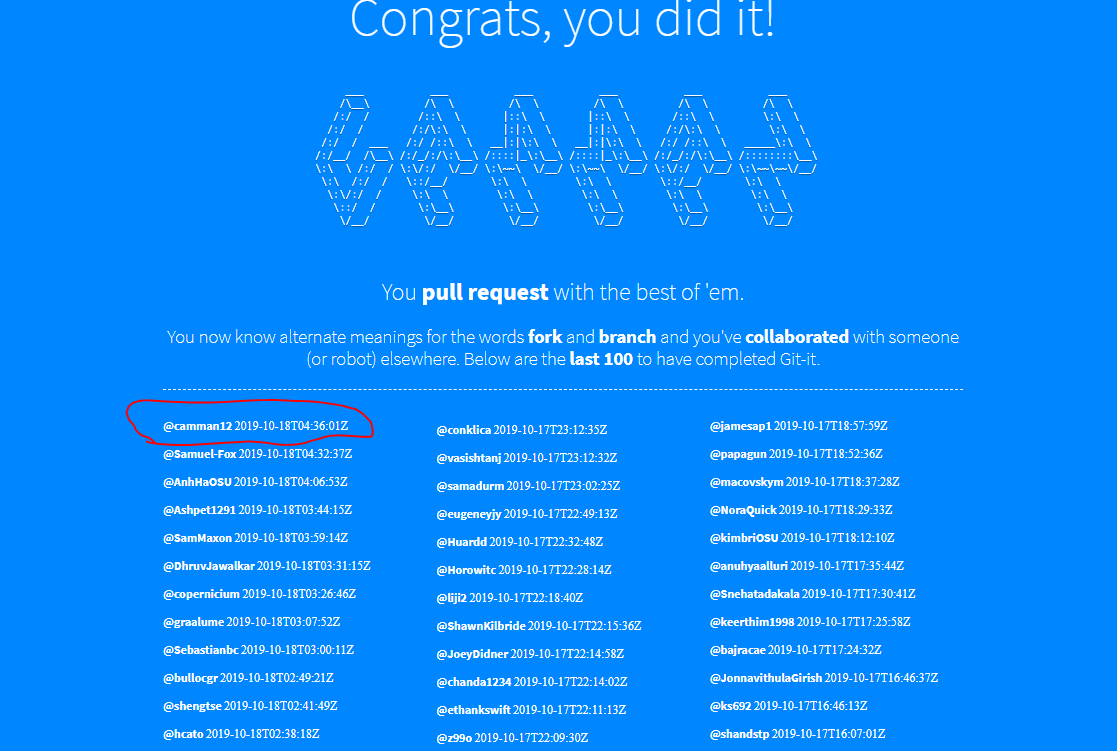 Congrats, you did it!
You pull request with the best of 'em.
You now know alternate meanings for the words fork and branch and you've collaborated with someone
(or robot) elsewhere. Below are the last 100 to have completed Git-it.
@camman12 2019-10-18T04:36:01Z
@Samuel-Fox 2019-10-18T04:32:37Z
@AnhHaOSU 2019-10-18T04:06:53Z
@Ashpet1291 2019-10-18T03:44:15Z
@SamMaxon 2019-10-18T03:59:14Z
@DhruvJawalkar 2019-10-18T03:31:15Z
@copernicium 2019-10-18T03:26:46Z
@graalume 2019-10-18T03:07:52Z
@Sebastianbc 2019-10-18T03:00:11Z
@bullocgr 2019-10-18T02:49:21Z
@shengtse 2019-10-18T02:41:49Z
@hcato 2019-10-18T02:38:18Z
@conklica 2019-10-17T23:12:35Z
@vasishtanj 2019-10-17T23:12:32Z
@samadurm 2019-10-17T23:02:25Z
@eugeneyjy 2019-10-17T22:49:13Z
@Huardd 2019-10-17T22:32:48Z
@Horowitc 2019-10-17T22:28:14Z
@liji2 2019-10-17T22:18:40Z
@ShawnKilbride 2019-10-17T22:15:36Z
@JoeyDidner 2019-10-17T22:14:58Z
@chanda1234 2019-10-17T22:14:02Z
@ethankswift 2019-10-17T22:11:13Z
@z99o 2019-10-17T22:09:30Z
@jamesap1 2019-10-17T18:57:59Z
@papagun 2019-10-17T18:52:36Z
@macovskym 2019-10-17T18:37:28Z
@NoraQuick 2019-10-17T18:29:33Z
@kimbriOSU 2019-10-17T18:12:10Z
@anuhyaalluri 2019-10-17T17:35:44Z
@Snehatadakala 2019-10-17T17:30:41Z
@keerthim1998 2019-10-17T17:25:58Z
@bajracae 2019-10-17T17:24:32Z
@JonnavithulaGirish 2019-10-17T16:46:37Z
@ks692 2019-10-17T16:46:13Z
@shandstp 2019-10-17T16:07:01Z